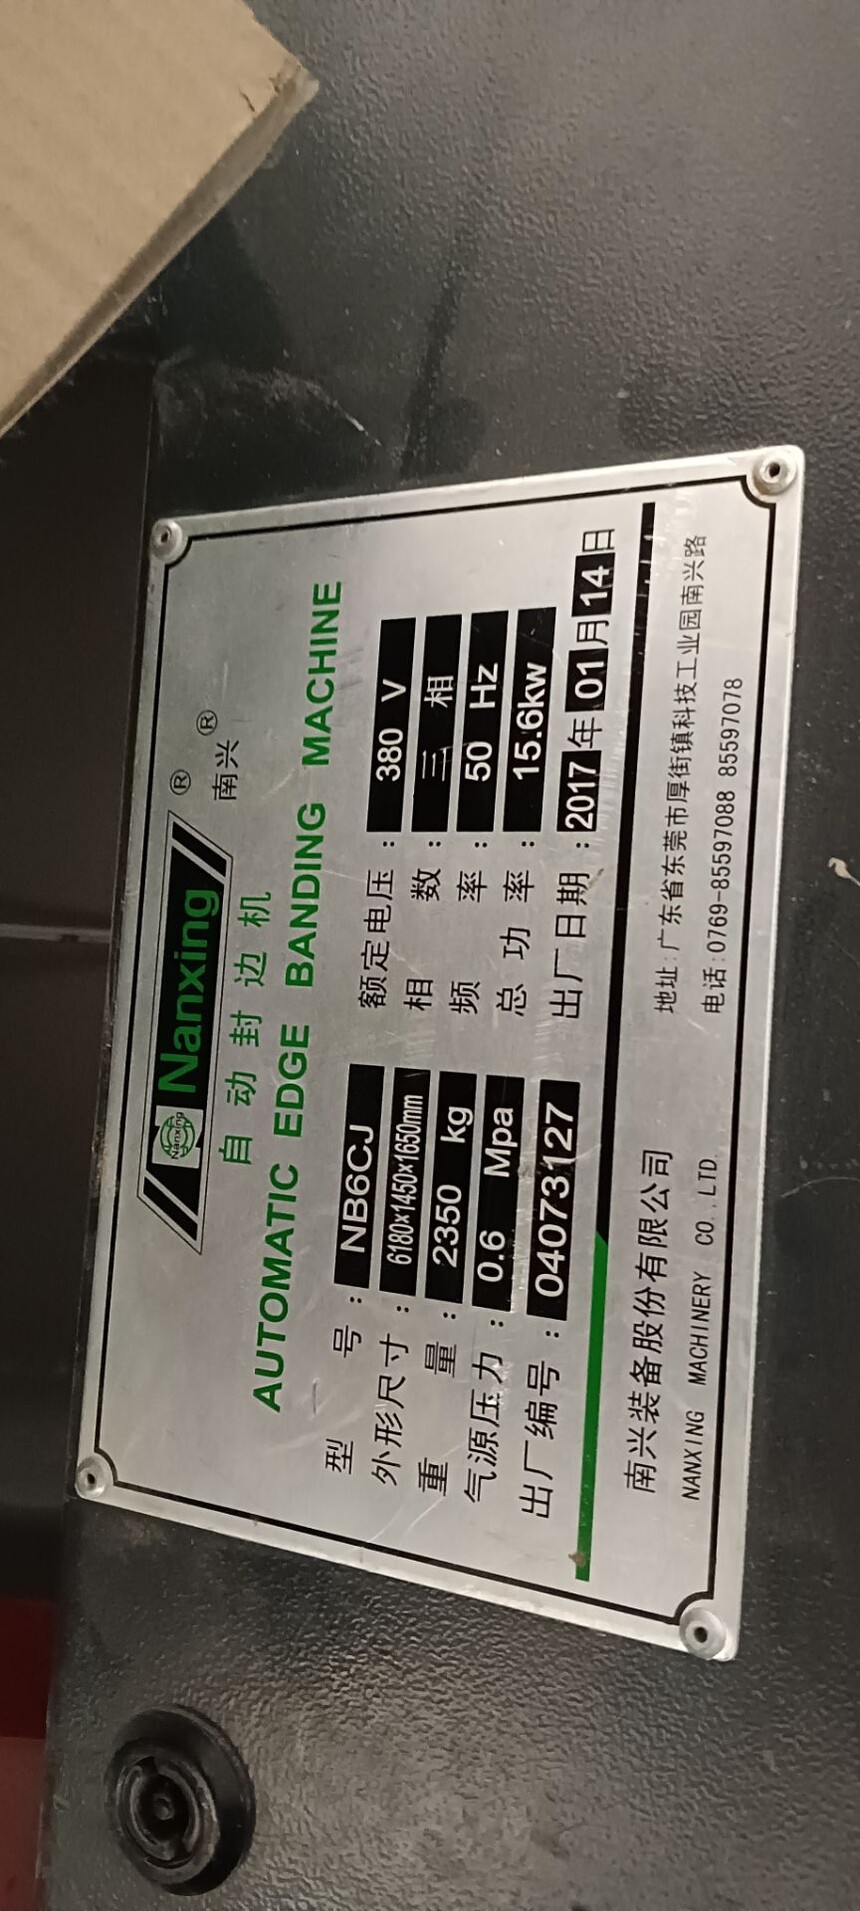 Nanxing Nanxing ®
南兴 ®
自动封边机
AUTOMATIC EDGE BANDING MACHINE
型号: NB6CJ 额定电压: 380 V
外形尺寸: 6180×1450×1650mm 相数: 三相
重量: 2350 kg 频率: 50 Hz
气源压力: 0.6 Mpa 总功率: 15.6kw
出厂编号: 04073127 出厂日期: 2017年01月14日
南兴装备股份有限公司 地址:广东省东莞市厚街镇科技工业园南兴路
NANXING MACHINERY CO.,LTD. 电话:0769-85597088 85597078